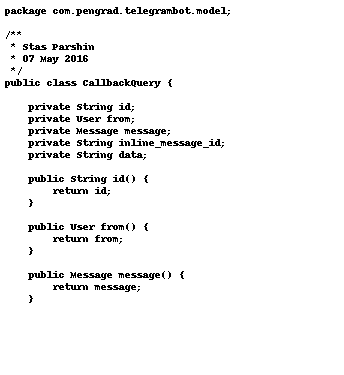 package com.pengrad.telegrambot.model;

/**
 * Stas Parshin
 * 07 May 2016
 */
public class CallbackQuery {

    private String id;
    private User from;
    private Message message;
    private String inline_message_id;
    private String data;

    public String id() {
        return id;
    }

    public User from() {
        return from;
    }

    public Message message() {
        return message;
    }